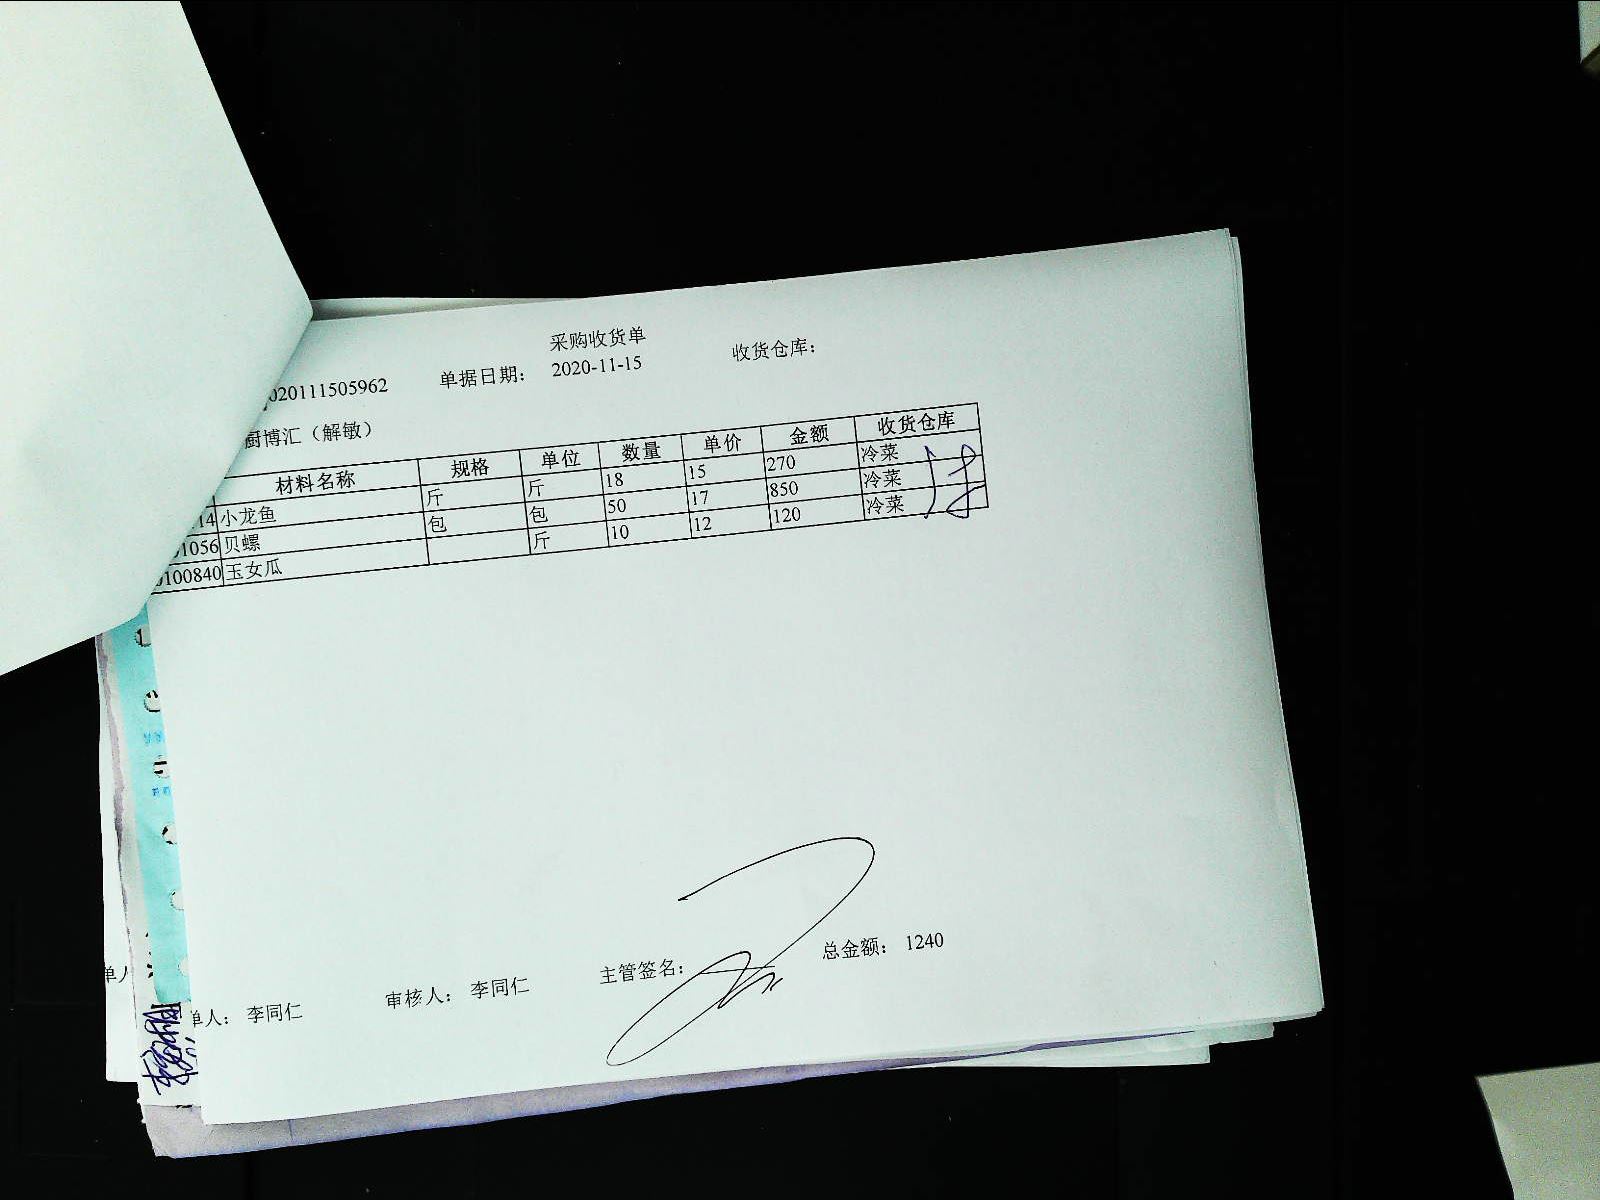 采购收货单
020111505962 单据日期： 2020-11-15 收货仓库：
厨博汇（解敏）
材料名称 规格 单位 数量 单价 金额 收货仓库
14 小龙鱼 斤 斤 18 15 270 冷菜
1056 贝螺 包 包 50 17 850 冷菜
100840 玉女瓜 斤 10 12 120 冷菜
单人： 李同仁 审核人： 李同仁 主管签名： 总金额： 1240
单人